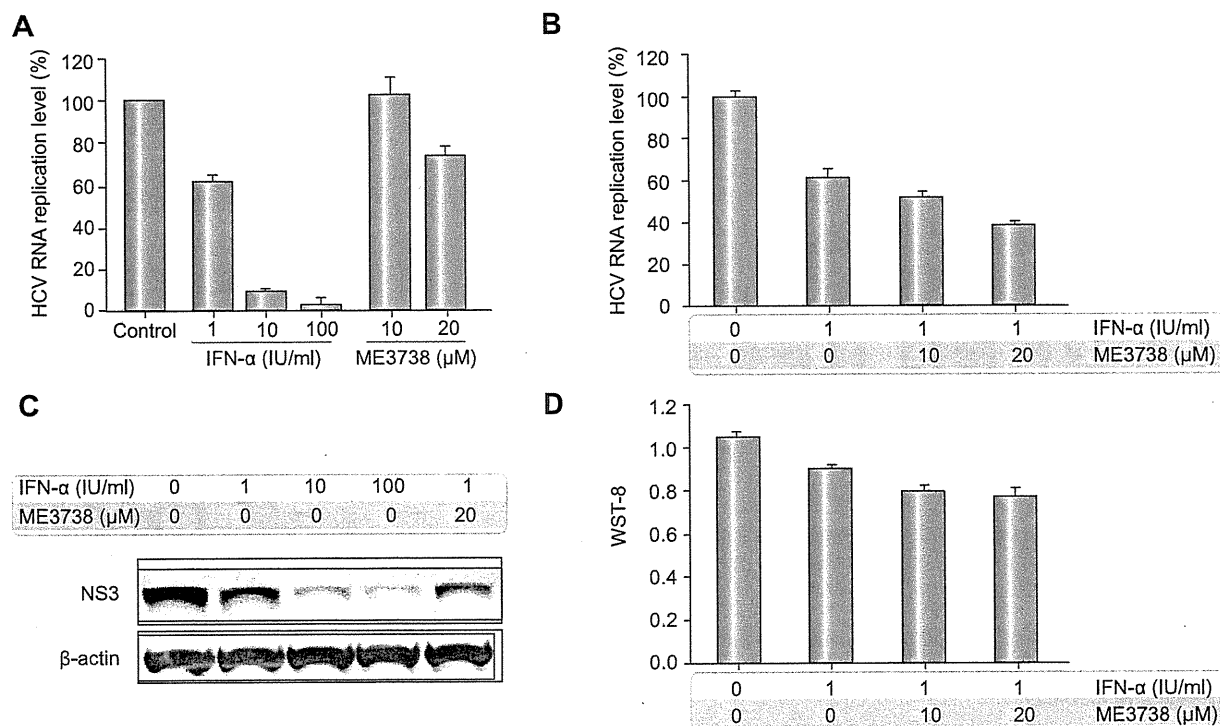 A
HCV RNA replication level (%)
120
100
80
60
40
20
0
Control 1 10 100 10 20
IFN-α (IU/ml) ME3738 (µM)
B
HCV RNA replication level (%)
120
100
80
60
40
20
0
0 1 1 1 IFN-α (IU/ml)
0 0 10 20 ME3738 (µM)
C
IFN-α (IU/ml) 0 1 10 100 1
ME3738 (µM) 0 0 0 0 20
NS3
β-actin
D
WST-8
1.2
1.0
0.8
0.6
0.4
0.2
0.0
0 1 1 1 IFN-α (IU/ml)
0 0 10 20 ME3738 (µM)